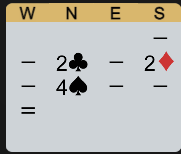 W N E S
–
– 2♣ – 2♦
– 4♠ – –
=